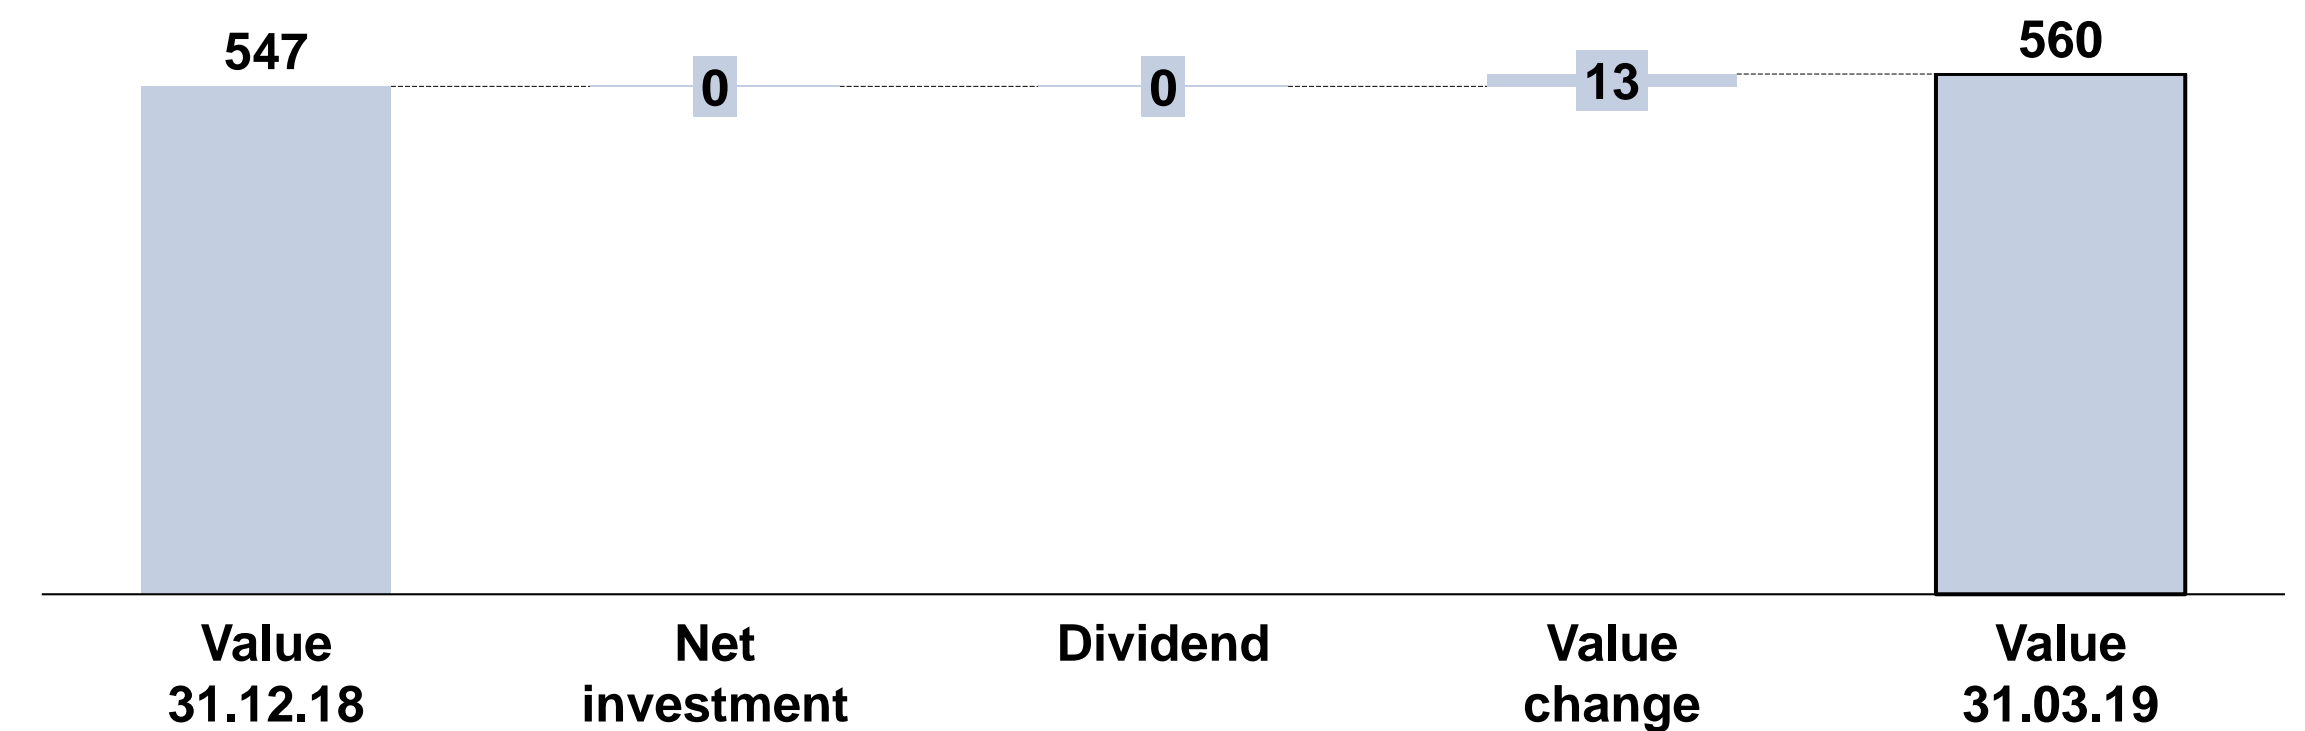 547
0
0
13
560
Value
31.12.18
Net
investment
Dividend
Value
change
Value
31.03.19